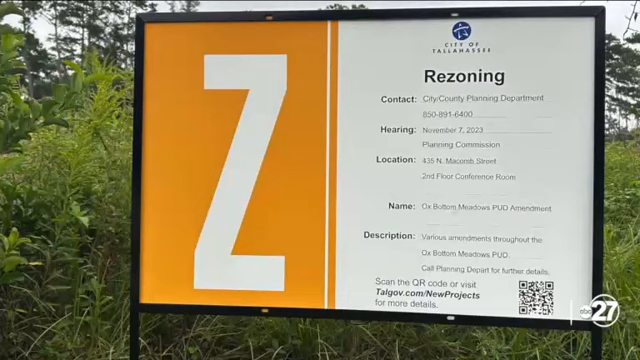 Z
CITY OF
TALLAHASSEE
Rezoning
Contact: City/County Planning Department
850-891-6400
Hearing: November 7, 2023
Planning Commission
Location: 435 N. Macomb Street
2nd Floor Conference Room
Name: Ox Bottom Meadows PUD Amendment
Description: Various amendments throughout the
Ox Bottom Meadows PUD.
Call Planning Depart for further details.
Scan the QR code or visit
Talgov.com/NewProjects
for more details.
abc 27